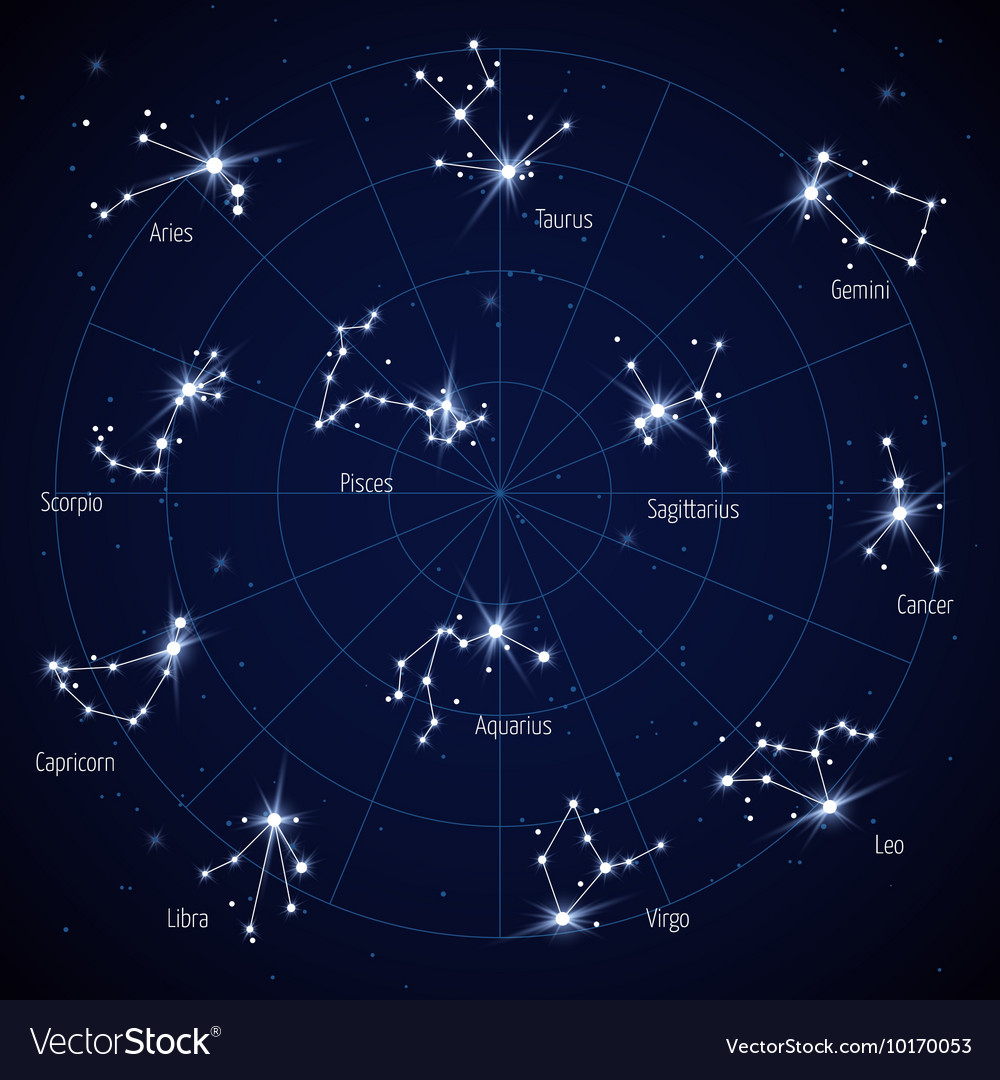 Taurus
Aries
Gemini
Pisces
Scorpio
Sagittarius
Cancer
Aquarius
Capricorn
Leo
Libra
Virgo
VectorStock®
VectorStock.com/10170053